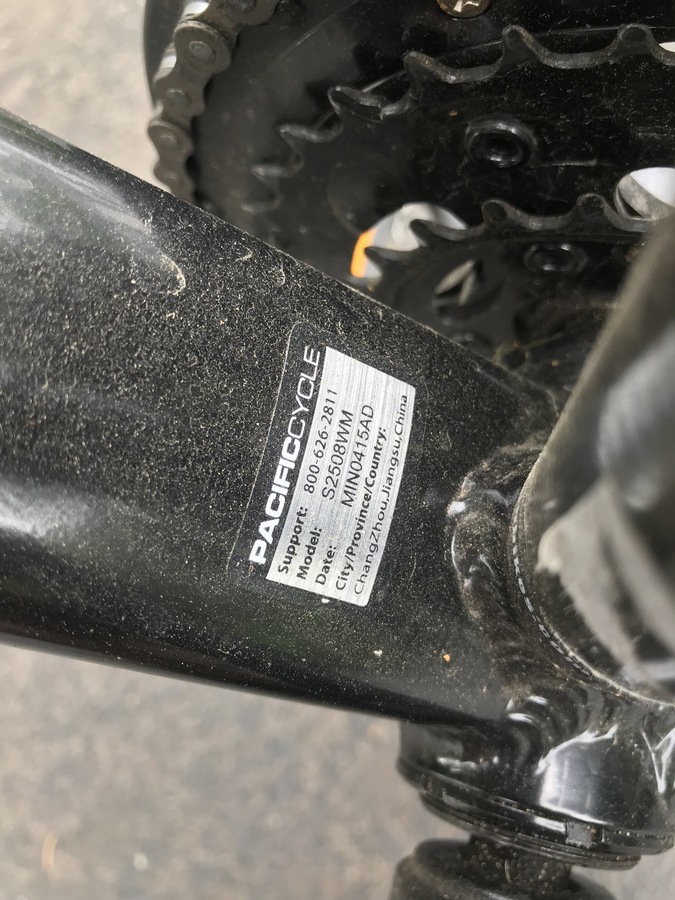 PACIFICCYCLE
Support: 800-626-2811
Model: S2508WM
Date: MIN0415AD
City/Province/Country:
ChangZhou,Jiangsu,China